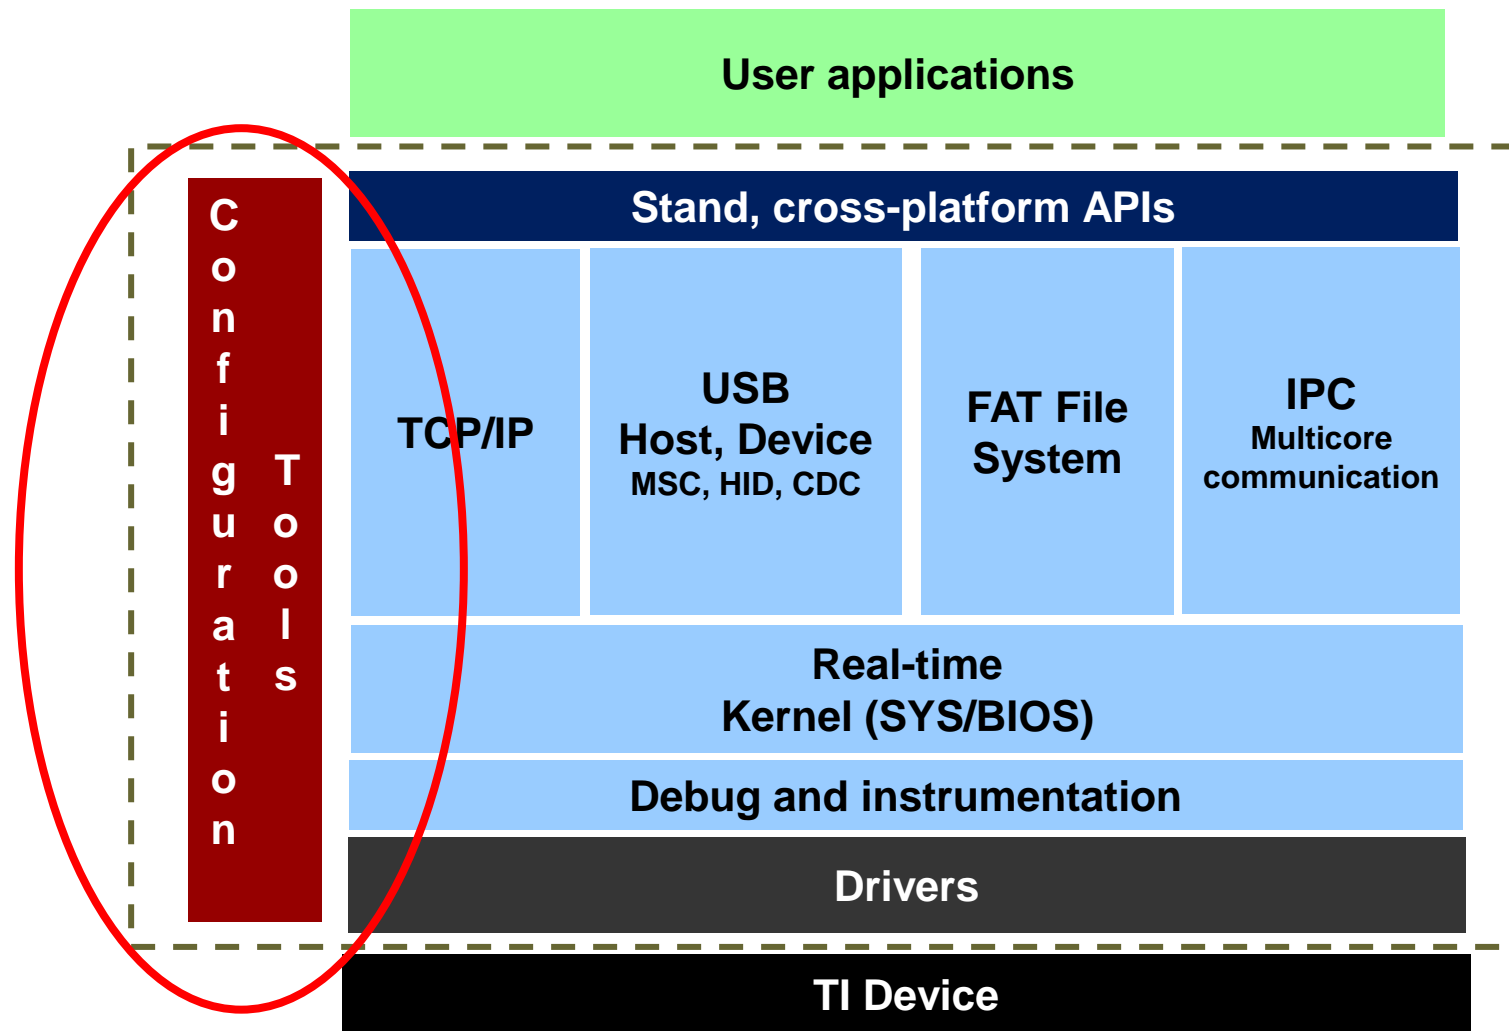 User applications
Configuration
Tools
Stand, cross-platform APIs
TCP/IP
USB
Host, Device
MSC, HID, CDC
FAT File
System
IPC
Multicore
communication
Real-time
Kernel (SYS/BIOS)
Debug and instrumentation
Drivers
TI Device